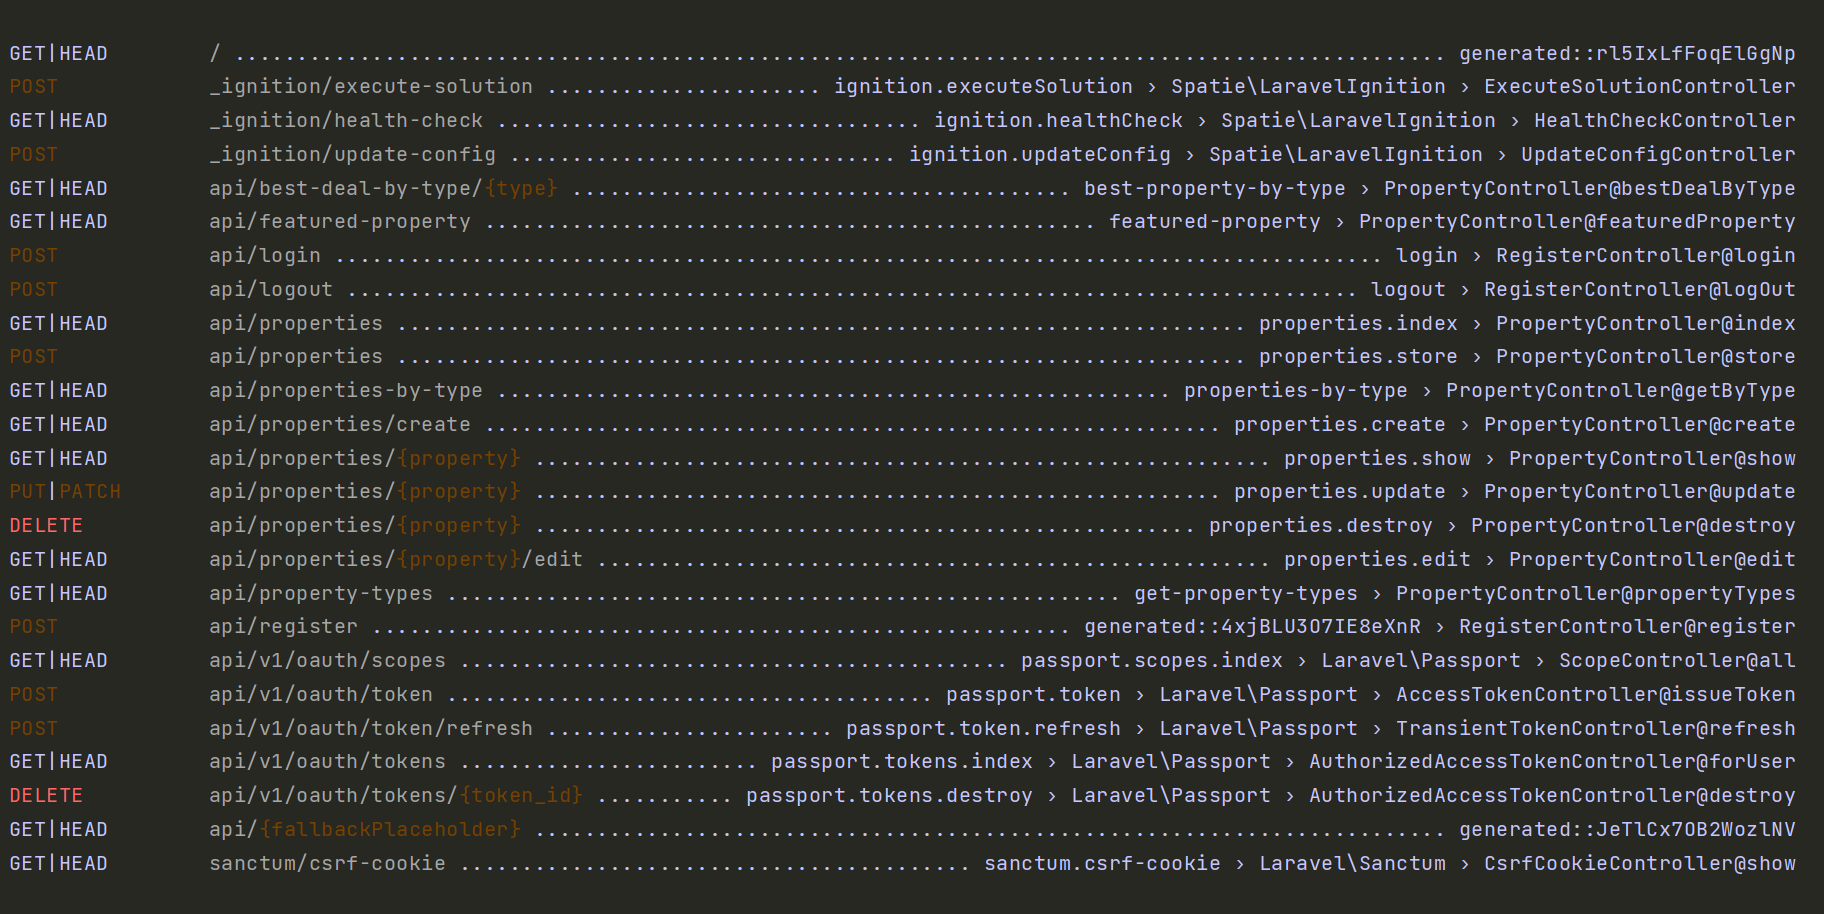 GET|HEAD / ................................................................................................. generated::rl5IxLfFoqElGgNp
POST _ignition/execute-solution ...................... ignition.executeSolution › Spatie\LaravelIgnition › ExecuteSolutionController
GET|HEAD _ignition/health-check .................................. ignition.healthCheck › Spatie\LaravelIgnition › HealthCheckController
POST _ignition/update-config ............................... ignition.updateConfig › Spatie\LaravelIgnition › UpdateConfigController
GET|HEAD api/best-deal-by-type/{type} ........................................ best-property-by-type › PropertyController@bestDealByType
GET|HEAD api/featured-property ................................................. featured-property › PropertyController@featuredProperty
POST api/login .................................................................................... login › RegisterController@login
POST api/logout ................................................................................. logout › RegisterController@logOut
GET|HEAD api/properties .................................................................... properties.index › PropertyController@index
POST api/properties .................................................................... properties.store › PropertyController@store
GET|HEAD api/properties-by-type ...................................................... properties-by-type › PropertyController@getByType
GET|HEAD api/properties/create ........................................................... properties.create › PropertyController@create
GET|HEAD api/properties/{property} ........................................................... properties.show › PropertyController@show
PUT|PATCH api/properties/{property} ....................................................... properties.update › PropertyController@update
DELETE api/properties/{property} ..................................................... properties.destroy › PropertyController@destroy
GET|HEAD api/properties/{property}/edit ...................................................... properties.edit › PropertyController@edit
GET|HEAD api/property-types ...................................................... get-property-types › PropertyController@propertyTypes
POST api/register ........................................................ generated::4xjBLU3O7IE8eXnR › RegisterController@register
GET|HEAD api/v1/oauth/scopes ............................................ passport.scopes.index › Laravel\Passport › ScopeController@all
POST api/v1/oauth/token ....................................... passport.token › Laravel\Passport › AccessTokenController@issueToken
POST api/v1/oauth/token/refresh ....................... passport.token.refresh › Laravel\Passport › TransientTokenController@refresh
GET|HEAD api/v1/oauth/tokens ........................ passport.tokens.index › Laravel\Passport › AuthorizedAccessTokenController@forUser
DELETE api/v1/oauth/tokens/{token_id} ........... passport.tokens.destroy › Laravel\Passport › AuthorizedAccessTokenController@destroy
GET|HEAD api/{fallbackPlaceholder} ......................................................................... generated::JeTlCx7OB2WozlNV
GET|HEAD sanctum/csrf-cookie ......................................... sanctum.csrf-cookie › Laravel\Sanctum › CsrfCookieController@show